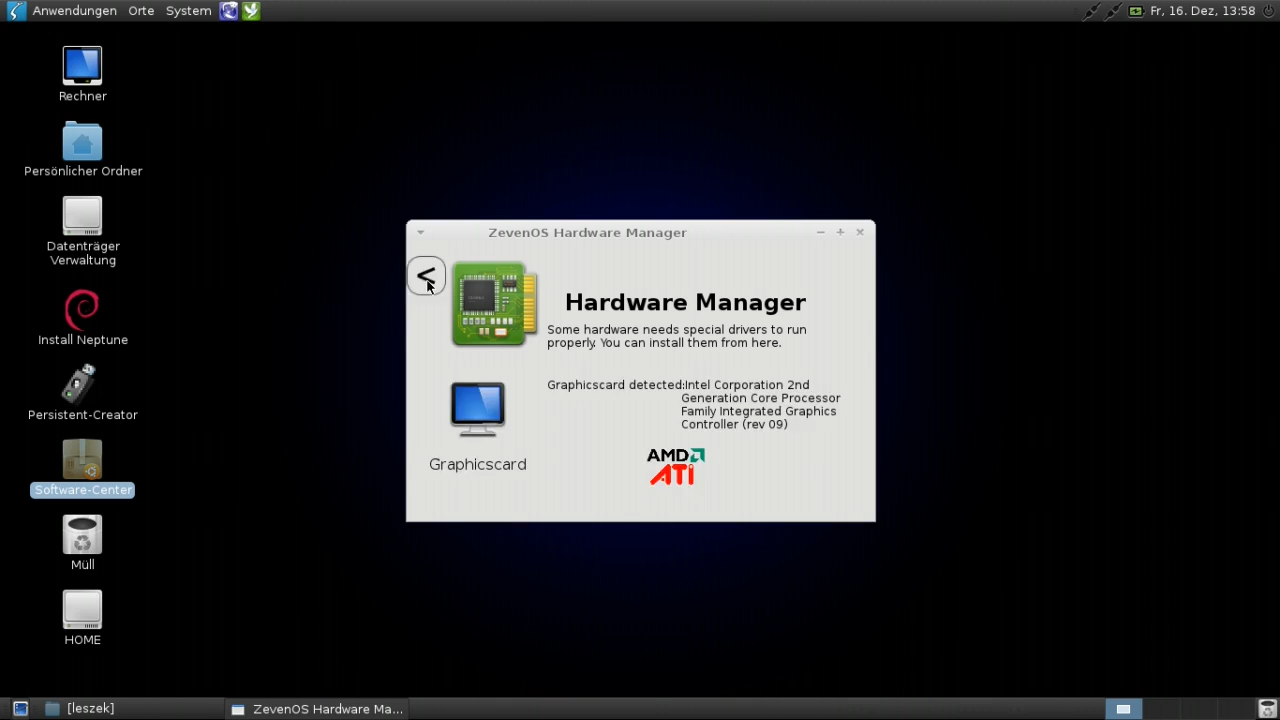 Anwendungen Orte System
Fr, 16. Dez, 13:58
Rechner
Persönlicher Ordner
Datenträger
Verwaltung
Install Neptune
Persistent-Creator
Software-Center
Müll
HOME
ZevenOS Hardware Manager
<
Hardware Manager
Some hardware needs special drivers to run
properly. You can install them from here.
Graphicscard detected:Intel Corporation 2nd
Generation Core Processor
Family Integrated Graphics
Controller (rev 09)
Graphicscard
AMD
ATi
[leszek]
ZevenOS Hardware Ma...